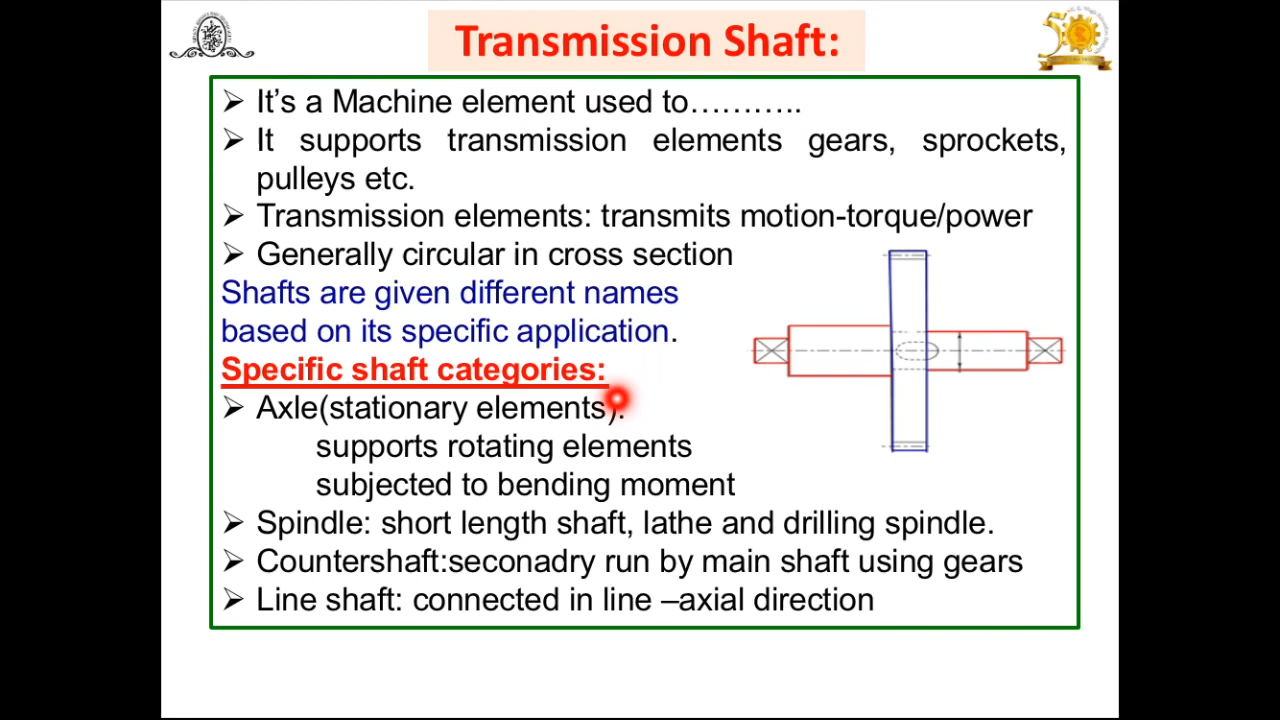 Transmission Shaft:
➢ It’s a Machine element used to………..
➢ It supports transmission elements gears, sprockets,
pulleys etc.
➢ Transmission elements: transmits motion-torque/power
➢ Generally circular in cross section
Shafts are given different names
based on its specific application.
Specific shaft categories:
➢ Axle(stationary elements):
supports rotating elements
subjected to bending moment
➢ Spindle: short length shaft, lathe and drilling spindle.
➢ Countershaft:seconadry run by main shaft using gears
➢ Line shaft: connected in line –axial direction